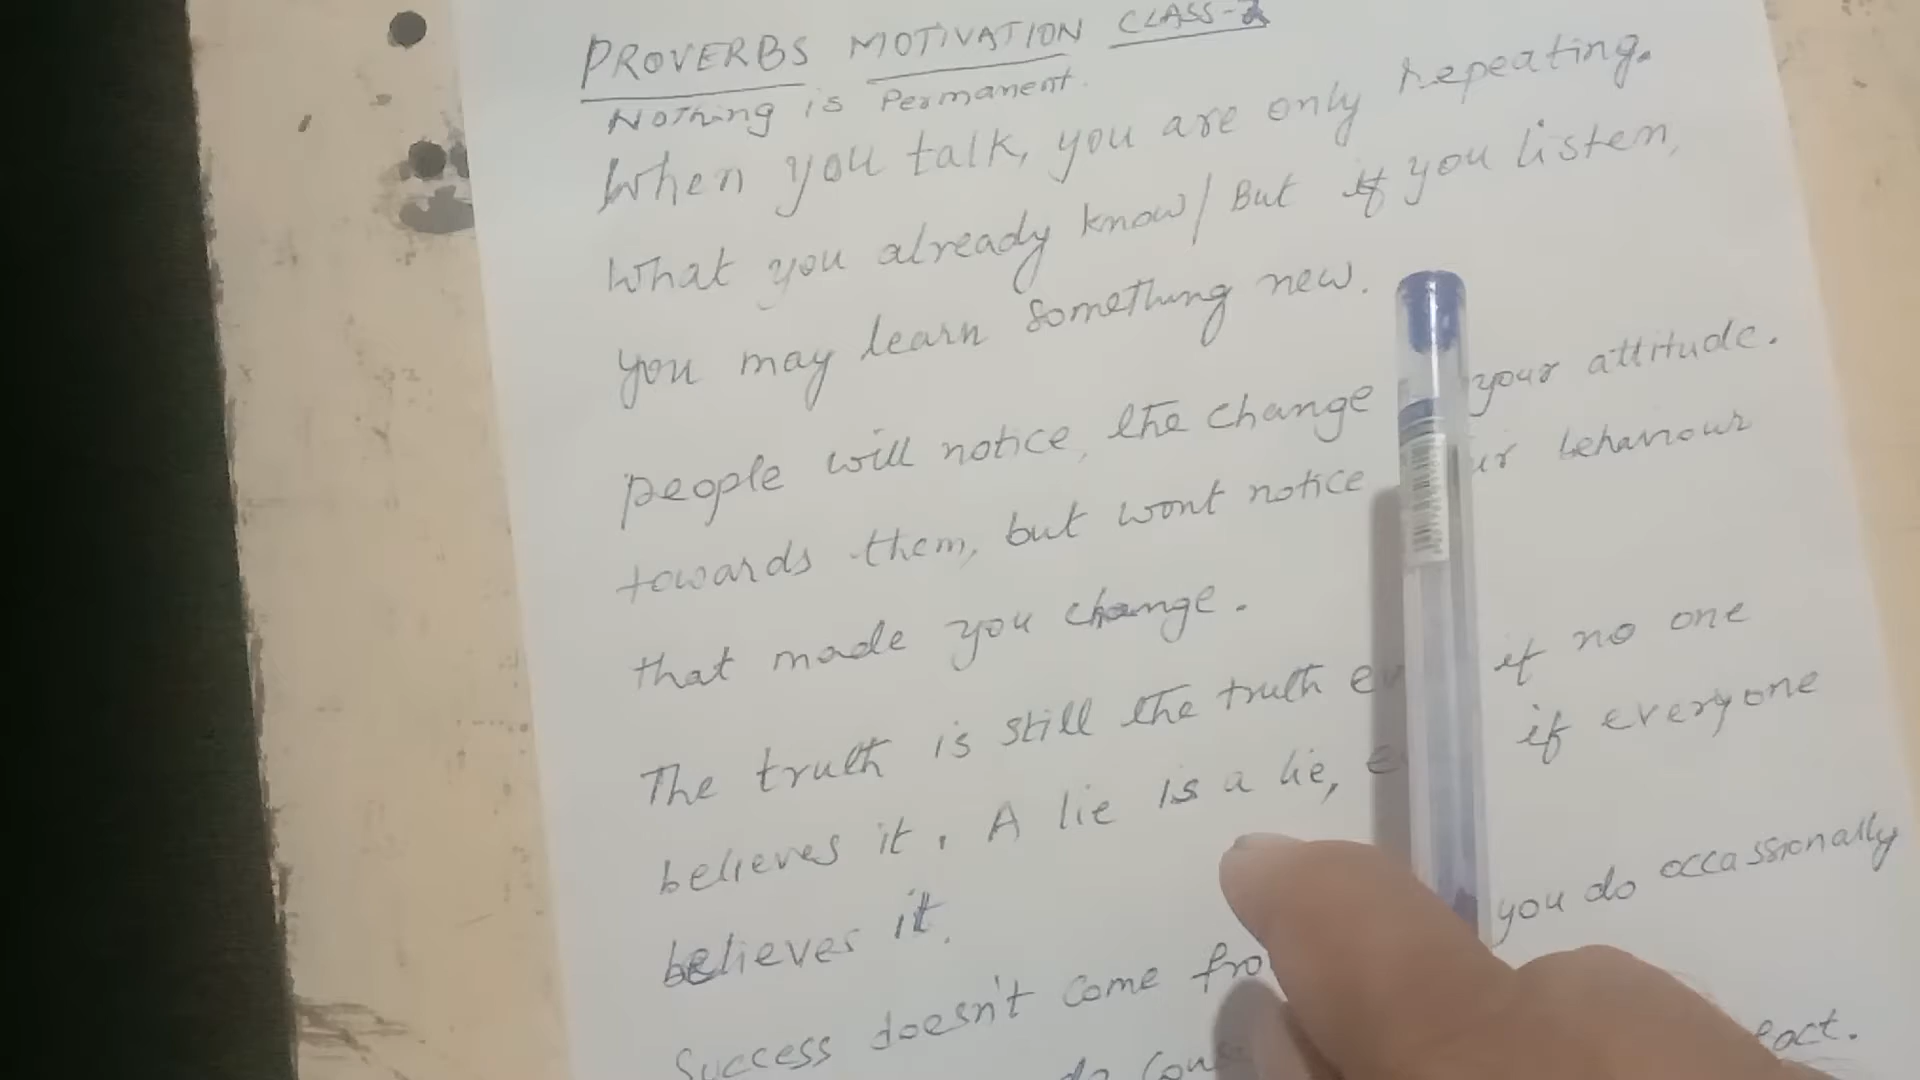 PROVERBS MOTIVATION CLASS-2
Nothing is Permanent.
When you talk, you are only repeating.
What you already know/ But if you listen,
you may learn something new.
people will notice, the change your attitude.
towards them, but wont notice behaviour
that made you change.
The truth is still the truth if no one
believes it. A lie is a lie, if everyone
believes it.
Success doesn't come you do occassionally